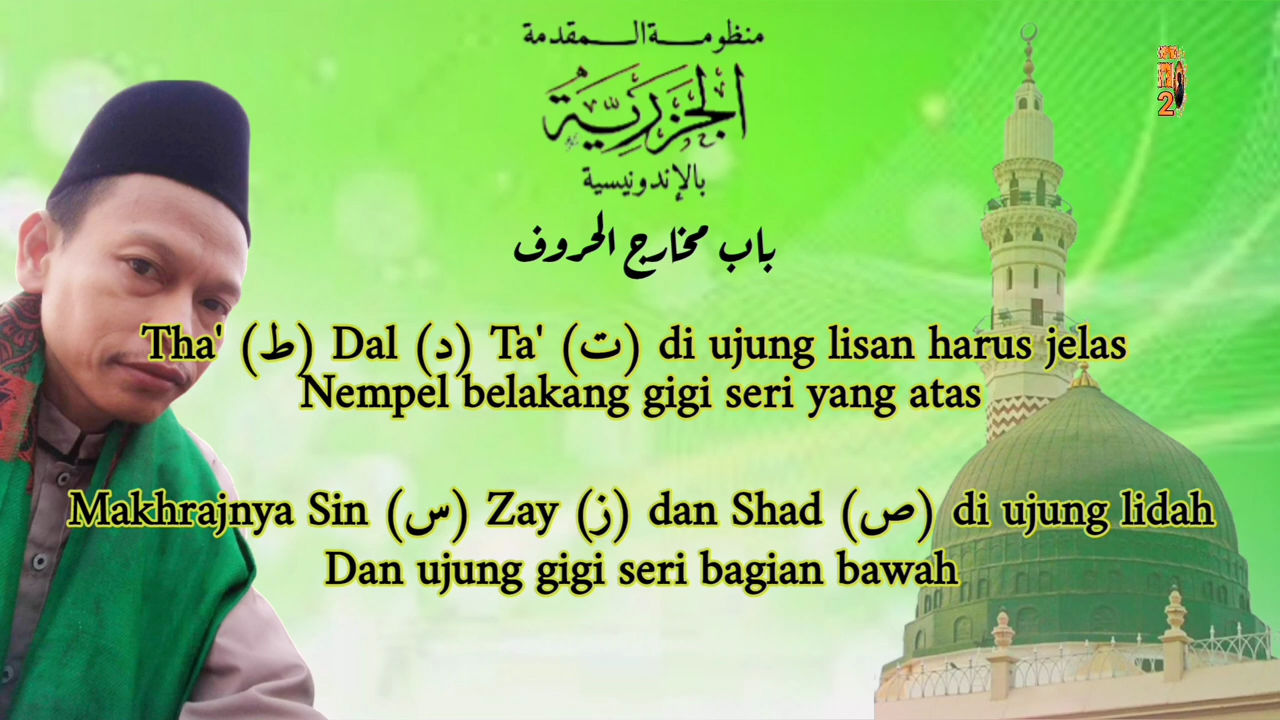 منظومة المقدمة
الجزرية
بالإندونيسية
باب مخارج الحروف
Tha' (ط) Dal (د) Ta' (ت) di ujung lisan harus jelas
Nempel belakang gigi seri yang atas
Makhrajnya Sin (س) Zay (ز) dan Shad (ص) di ujung lidah
Dan ujung gigi seri bagian bawah
2